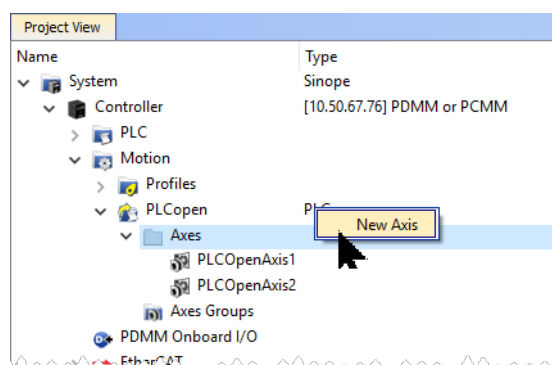 Project View
Name Type
System Sinope
Controller [10.50.67.76] PDMM or PCMM
PLC
Motion
Profiles
PLCopen
New Axis
Axes
PLCOpenAxis1
PLCOpenAxis2
Axes Groups
PDMM Onboard I/O
EtherCAT